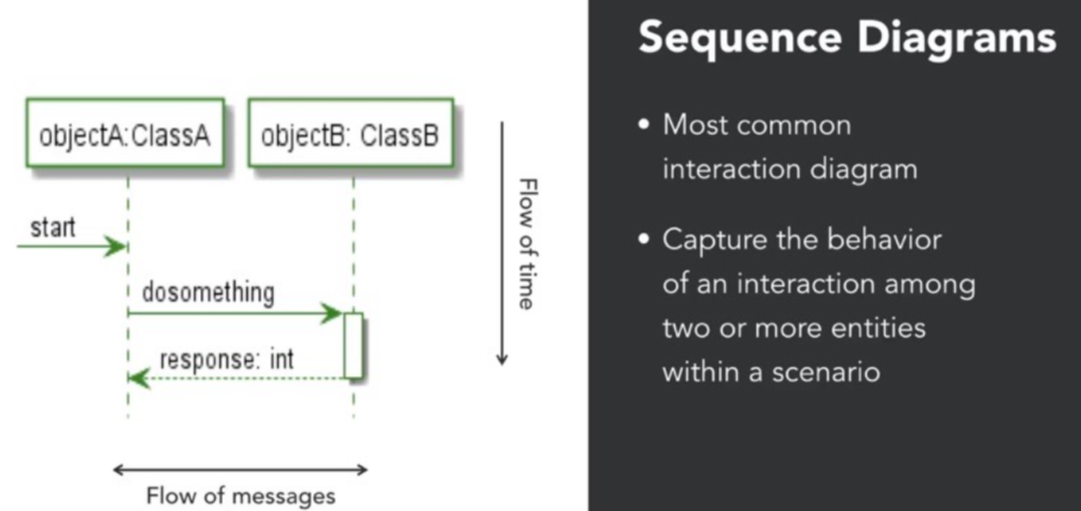 objectA:ClassA
objectB: ClassB
start
dosomething
response: int
Flow of time
Flow of messages
Sequence Diagrams
• Most common
interaction diagram
• Capture the behavior
of an interaction among
two or more entities
within a scenario